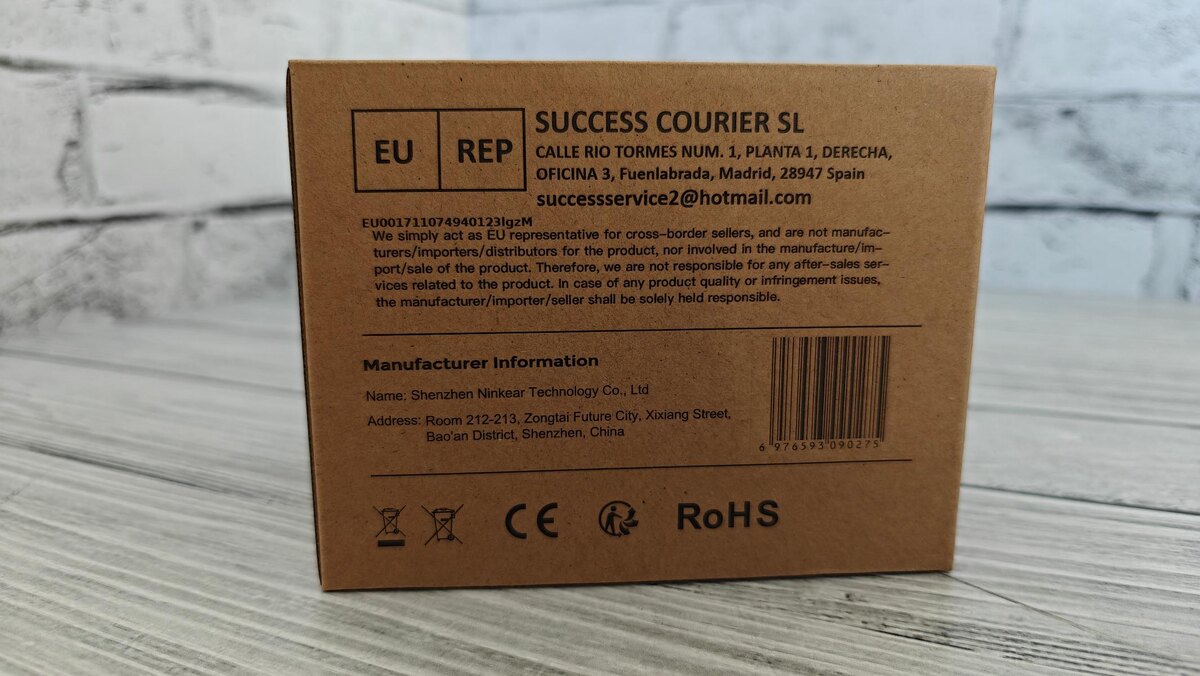 EU REP
SUCCESS COURIER SL
CALLE RIO TORMES NUM. 1, PLANTA 1, DERECHA,
OFICINA 3, Fuenlabrada, Madrid, 28947 Spain
successservice2@hotmail.com
EU001711074940123lgzM
We simply act as EU representative for cross-border sellers, and are not manufac-
turers/importers/distributors for the product, nor involved in the manufacture/im-
port/sale of the product. Therefore, we are not responsible for any after-sales ser-
vices related to the product. In case of any product quality or infringement issues,
the manufacturer/importer/seller shall be solely held responsible.
Manufacturer Information
Name: Shenzhen Ninkear Technology Co., Ltd
Address: Room 212-213, Zongtai Future City, Xixiang Street,
Bao'an District, Shenzhen, China
6 976593 090275
CE
RoHS